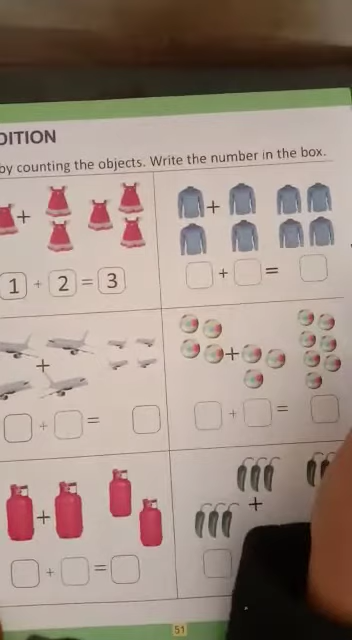 DITION
by counting the objects. Write the number in the box.
+ +
1 + 2 = 3 + =
+ +
+ = + =
+ +
+ =
51